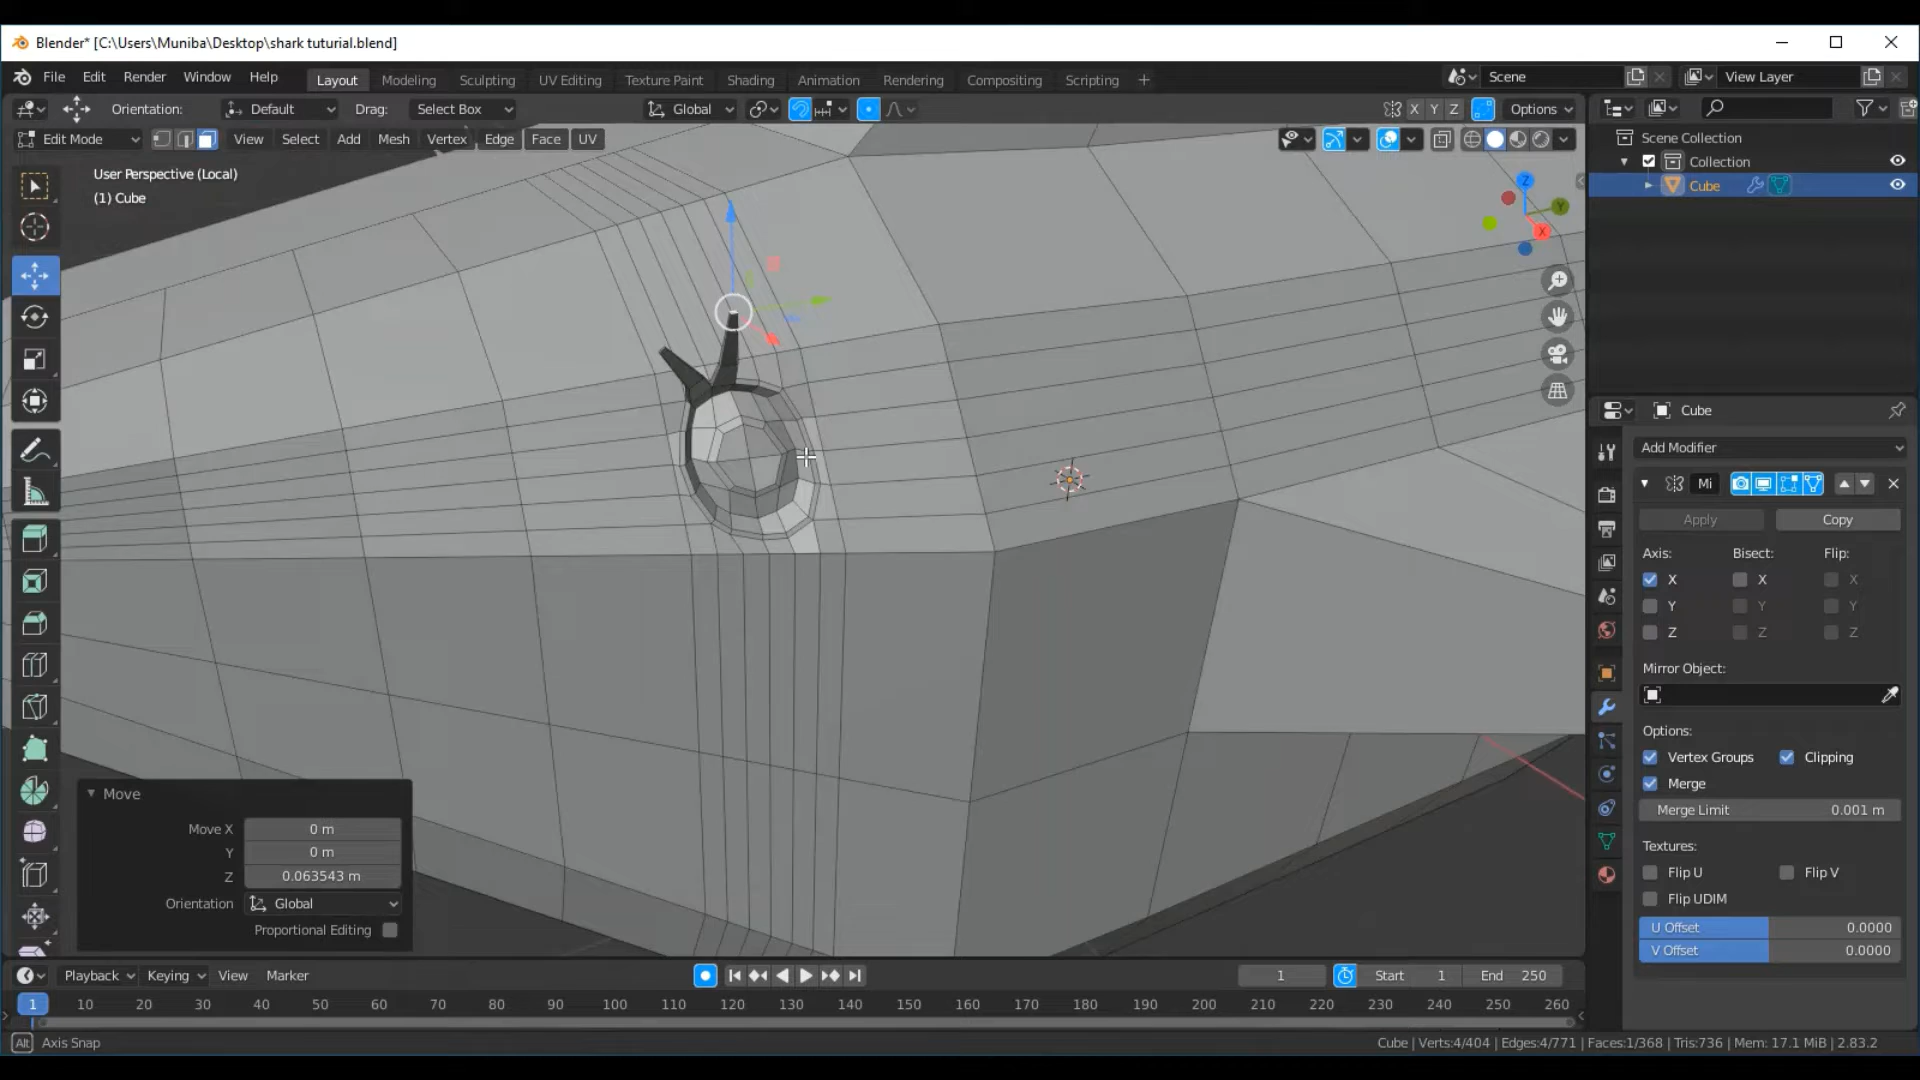 Blender* [C:\Users\Muniba\Desktop\shark tuturial.blend]
File Edit Render Window Help Layout Modeling Sculpting UV Editing Texture Paint Shading Animation Rendering Compositing Scripting + Scene View Layer
Orientation: Default Drag: Select Box Global X Y Z Options
Edit Mode View Select Add Mesh Vertex Edge Face UV
Scene Collection
Collection
Cube
User Perspective (Local)
(1) Cube
Z
Y
X
Cube
Add Modifier
Mi
Apply Copy
Axis: Bisect: Flip:
X X X
Y Y Y
Z Z Z
Mirror Object:
Options:
Vertex Groups Clipping
Merge
Merge Limit 0.001 m
Textures:
Flip U Flip V
Flip UDIM
U Offset 0.0000
V Offset 0.0000
Move
Move X 0 m
Y 0 m
Z 0.063543 m
Orientation Global
Proportional Editing
Playback Keying View Marker 1 Start 1 End 250
1 10 20 30 40 50 60 70 80 90 100 110 120 130 140 150 160 170 180 190 200 210 220 230 240 250 260
Alt Axis Snap Cube | Verts:4/404 | Edges:4/771 | Faces:1/368 | Tris:736 | Mem: 17.1 MiB | 2.83.2